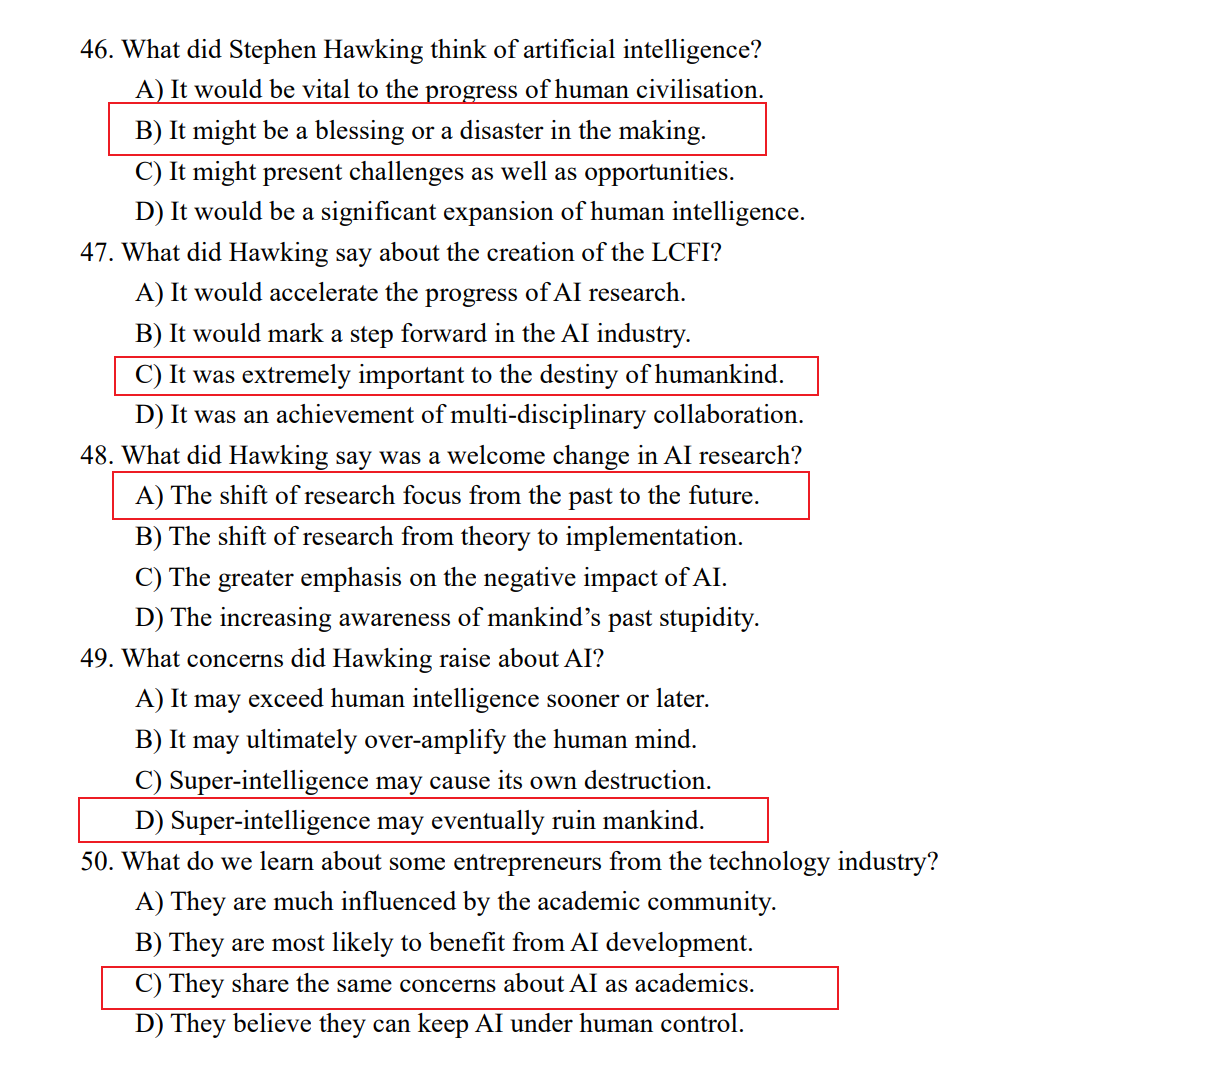 46. What did Stephen Hawking think of artificial intelligence?
A) It would be vital to the progress of human civilisation.
B) It might be a blessing or a disaster in the making.
C) It might present challenges as well as opportunities.
D) It would be a significant expansion of human intelligence.
47. What did Hawking say about the creation of the LCFI?
A) It would accelerate the progress of AI research.
B) It would mark a step forward in the AI industry.
C) It was extremely important to the destiny of humankind.
D) It was an achievement of multi-disciplinary collaboration.
48. What did Hawking say was a welcome change in AI research?
A) The shift of research focus from the past to the future.
B) The shift of research from theory to implementation.
C) The greater emphasis on the negative impact of AI.
D) The increasing awareness of mankind’s past stupidity.
49. What concerns did Hawking raise about AI?
A) It may exceed human intelligence sooner or later.
B) It may ultimately over-amplify the human mind.
C) Super-intelligence may cause its own destruction.
D) Super-intelligence may eventually ruin mankind.
50. What do we learn about some entrepreneurs from the technology industry?
A) They are much influenced by the academic community.
B) They are most likely to benefit from AI development.
C) They share the same concerns about AI as academics.
D) They believe they can keep AI under human control.